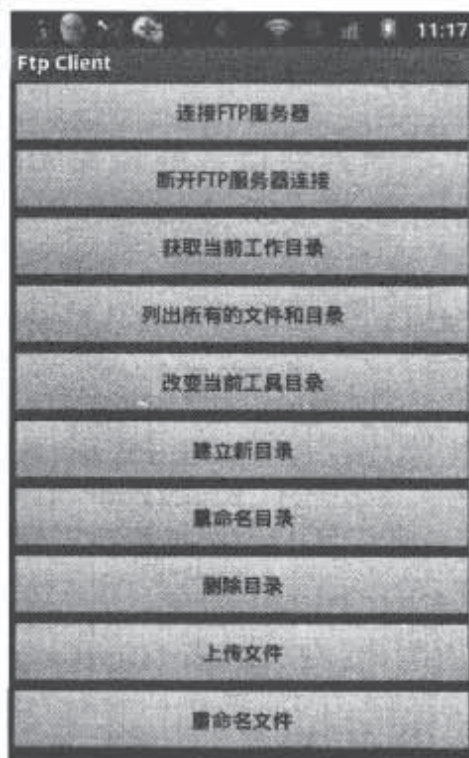 11:17
Ftp Client
连接FTP服务器
断开FTP服务器连接
获取当前工作目录
列出所有的文件和目录
改变当前工具目录
建立新目录
重命名目录
删除目录
上传文件
重命名文件